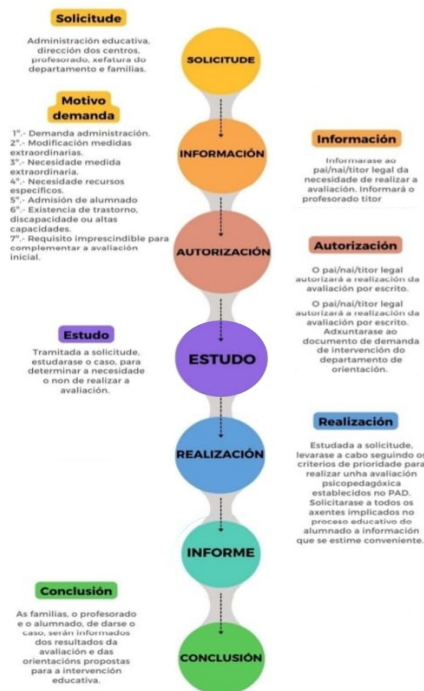 Solicitude
Administración educativa,
dirección dos centros,
profesorado, xefatura do
departamento e familias.
SOLICITUDE
Motivo
demanda
1º.- Demanda administración.
2º.- Modificación medidas
extraordinarias.
3º.- Necesidade medida
extraordinaria.
4º.- Necesidade recursos
específicos.
5º.- Admisión de alumnado
6º.- Existencia de trastorno,
discapacidade ou altas
capacidades.
7º.- Requisito imprescindible para
complementar a avaliación
inicial.
INFORMACIÓN
Información
Informarase ao
pai/nai/titor legal da
necesidade de realizar a
avaliación. Informará o
profesorado titor
AUTORIZACIÓN
Autorización
O pai/nai/titor legal
autorizará a realización da
avaliación por escrito.
O pai/nai/titor legal
autorizará a realización da
avaliación por escrito.
Adxuntarase ao
documento de demanda
de intervención do
departamento de
orientación.
Estudo
Tramitada a solicitude,
estudarase o caso, para
determinar a necesidade
o non de realizar a
avaliación.
ESTUDO
Realización
Estudada a solicitude,
levarase a cabo seguindo os
criterios de prioridade para
realizar unha avaliación
psicopedagóxica
establecidos no PAD.
Solicitarase a todos os
axentes implicados no
proceso educativo do
alumnado a información
que se estime conveniente.
REALIZACIÓN
INFORME
Conclusión
As familias, o profesorado
e o alumnado, de darse o
caso, serán informados
dos resultados da
avaliación e das
orientacións propostas
para a intervención
educativa.
CONCLUSIÓN